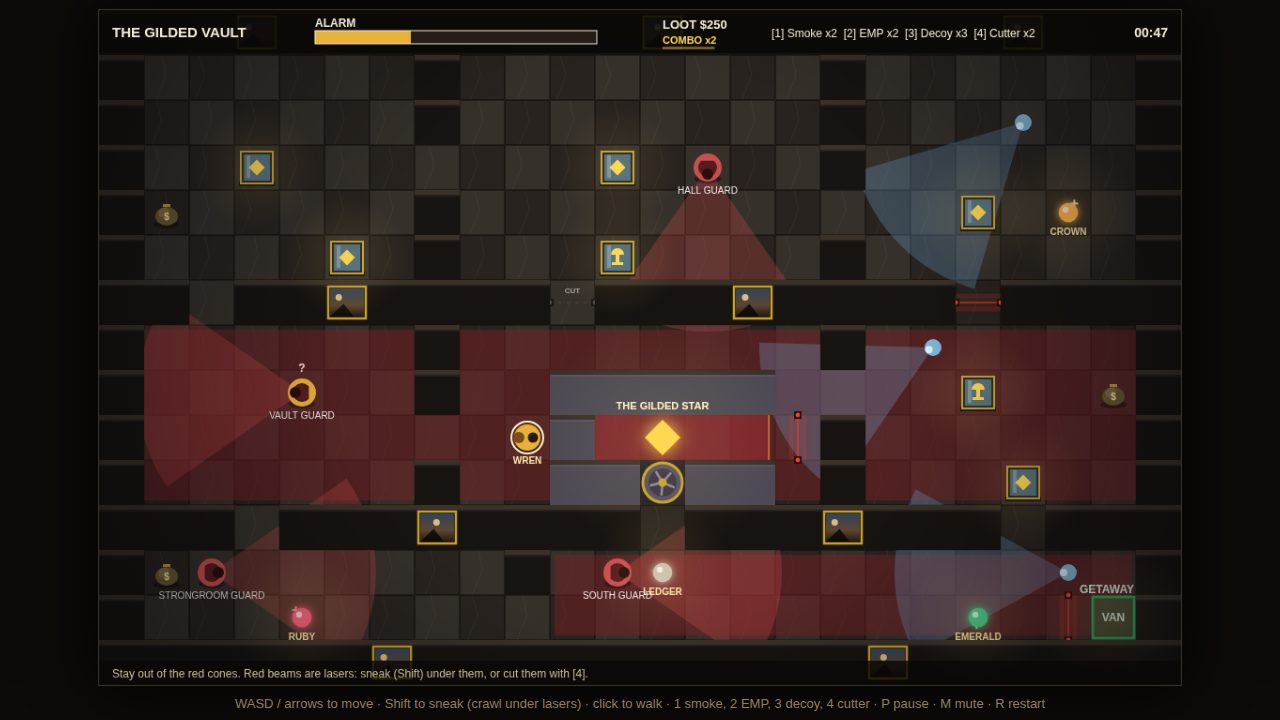 THE GILDED VAULT
ALARM
LOOT $250
COMBO x2
[1] Smoke x2 [2] EMP x2 [3] Decoy x3 [4] Cutter x2
00:47
HALL GUARD
$
CROWN
CUT
?
VAULT GUARD
THE GILDED STAR
$
WREN
$
STRONGROOM GUARD
SOUTH GUARD
LEDGER
GETAWAY
VAN
RUBY
EMERALD
Stay out of the red cones. Red beams are lasers: sneak (Shift) under them, or cut them with [4].
WASD / arrows to move · Shift to sneak (crawl under lasers) · click to walk · 1 smoke, 2 EMP, 3 decoy, 4 cutter · P pause · M mute · R restart